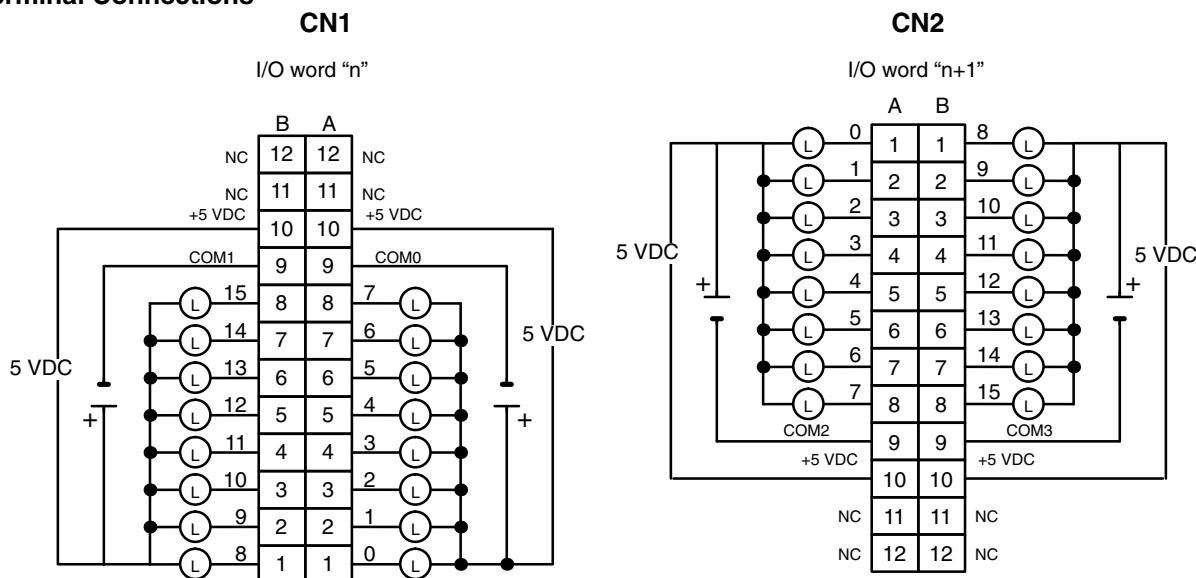 erminal Connections
CN1
I/O word “n”
B A
NC 12 12 NC
NC 11 11 NC
+5 VDC 10 10 +5 VDC
COM1 9 9 COM0
L 15 8 8 7 L
L 14 7 7 6 L
5 VDC 5 VDC
L 13 6 6 5 L
+ L 12 5 5 4 L +
L 11 4 4 3 L
L 10 3 3 2 L
L 9 2 2 1 L
L 8 1 1 0 L
CN2
I/O word “n+1”
A B
L 0 1 1 8 L
L 1 2 2 9 L
L 2 3 3 10 L
5 VDC L 3 4 4 11 L 5 VDC
+ L 4 5 5 12 L +
L 5 6 6 13 L
L 6 7 7 14 L
L 7 8 8 15 L
COM2 9 9 COM3
+5 VDC 10 10 +5 VDC
NC 11 11 NC
NC 12 12 NC